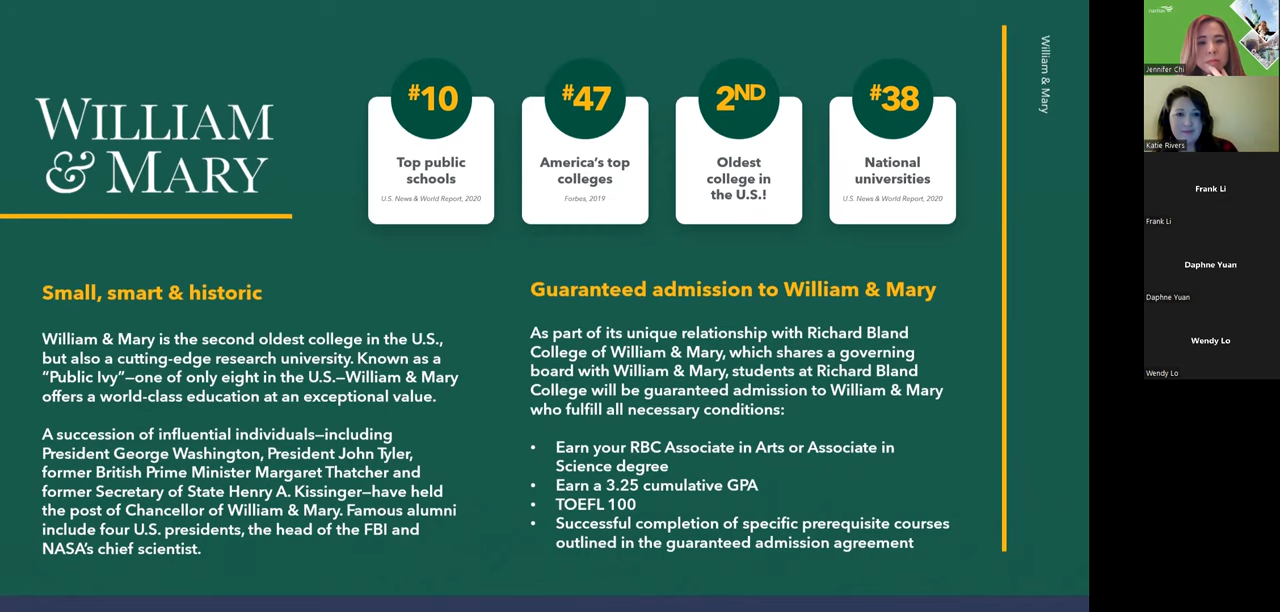 WILLIAM
& MARY
#10
Top public
schools
U.S. News & World Report, 2020
#47
America's top
colleges
Forbes, 2019
2ND
Oldest
college in
the U.S.!
#38
National
universities
U.S. News & World Report, 2020
William & Mary
Small, smart & historic
William & Mary is the second oldest college in the U.S.,
but also a cutting-edge research university. Known as a
“Public Ivy”—one of only eight in the U.S.—William & Mary
offers a world-class education at an exceptional value.
A succession of influential individuals—including
President George Washington, President John Tyler,
former British Prime Minister Margaret Thatcher and
former Secretary of State Henry A. Kissinger—have held
the post of Chancellor of William & Mary. Famous alumni
include four U.S. presidents, the head of the FBI and
NASA's chief scientist.
Guaranteed admission to William & Mary
As part of its unique relationship with Richard Bland
College of William & Mary, which shares a governing
board with William & Mary, students at Richard Bland
College will be guaranteed admission to William & Mary
who fulfill all necessary conditions:
• Earn your RBC Associate in Arts or Associate in
Science degree
• Earn a 3.25 cumulative GPA
• TOEFL 100
• Successful completion of specific prerequisite courses
outlined in the guaranteed admission agreement
Jennifer Chi
Katie Rivers
Frank Li
Frank Li
Daphne Yuan
Daphne Yuan
Wendy Lo
Wendy Lo